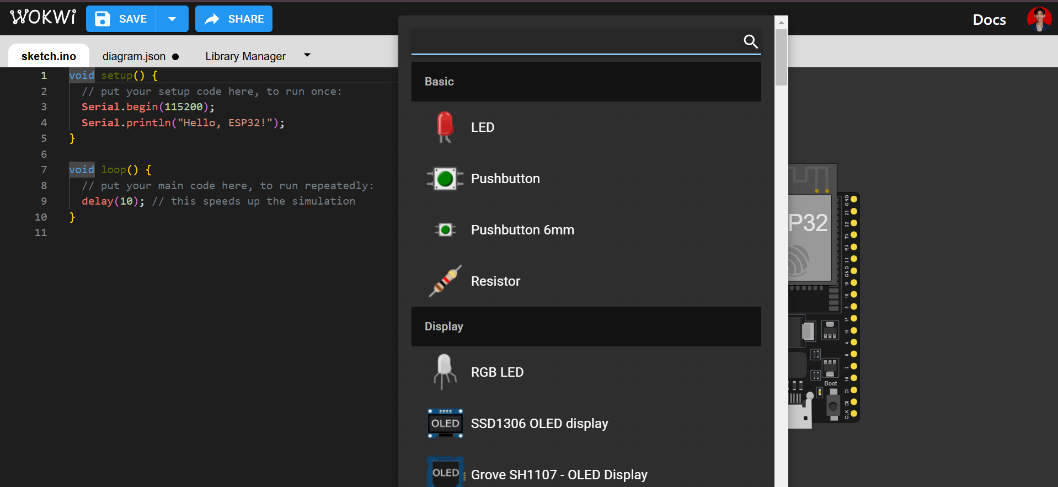 WOKWI
SAVE
SHARE
Docs
sketch.ino
diagram.json
Library Manager
1 void setup() {
2 // put your setup code here, to run once:
3 Serial.begin(115200);
4 Serial.println("Hello, ESP32!");
5 }
6
7 void loop() {
8 // put your main code here, to run repeatedly:
9 delay(10); // this speeds up the simulation
10 }
11
Basic
LED
Pushbutton
Pushbutton 6mm
Resistor
Display
RGB LED
OLED
SSD1306 OLED display
OLED
Grove SH1107 - OLED Display
P32
Boot